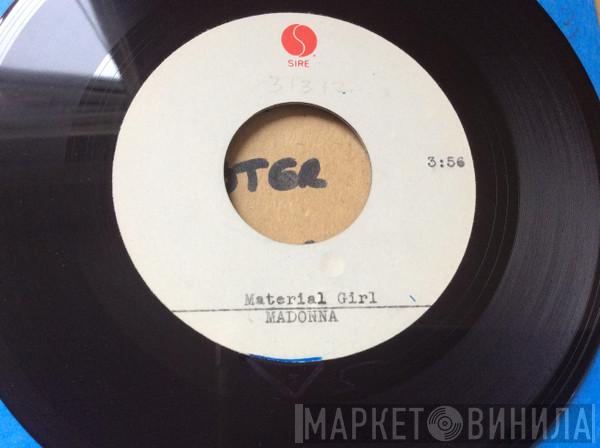 SIRE
3:56
Material Girl
MADONNA
МАРКЕТ ВИНИЛА